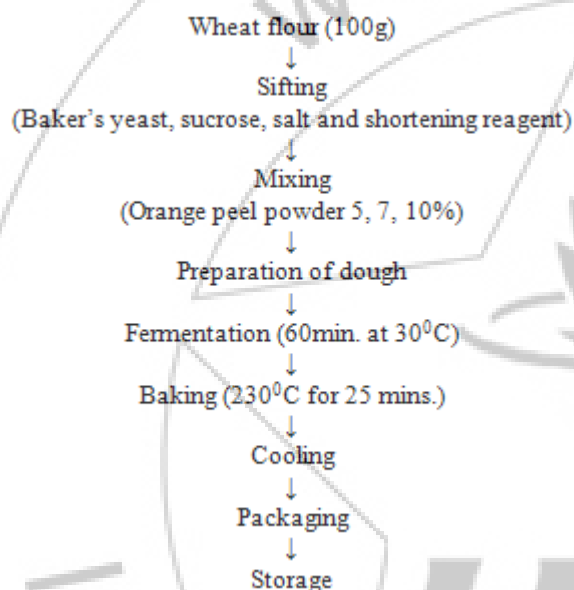 Wheat flour (100g)
↓
Sifting
(Baker's yeast, sucrose, salt and shortening reagent)
↓
Mixing
(Orange peel powder 5, 7, 10%)
↓
Preparation of dough
↓
Fermentation (60min. at 30⁰C)
↓
Baking (230⁰C for 25 mins.)
↓
Cooling
↓
Packaging
↓
Storage